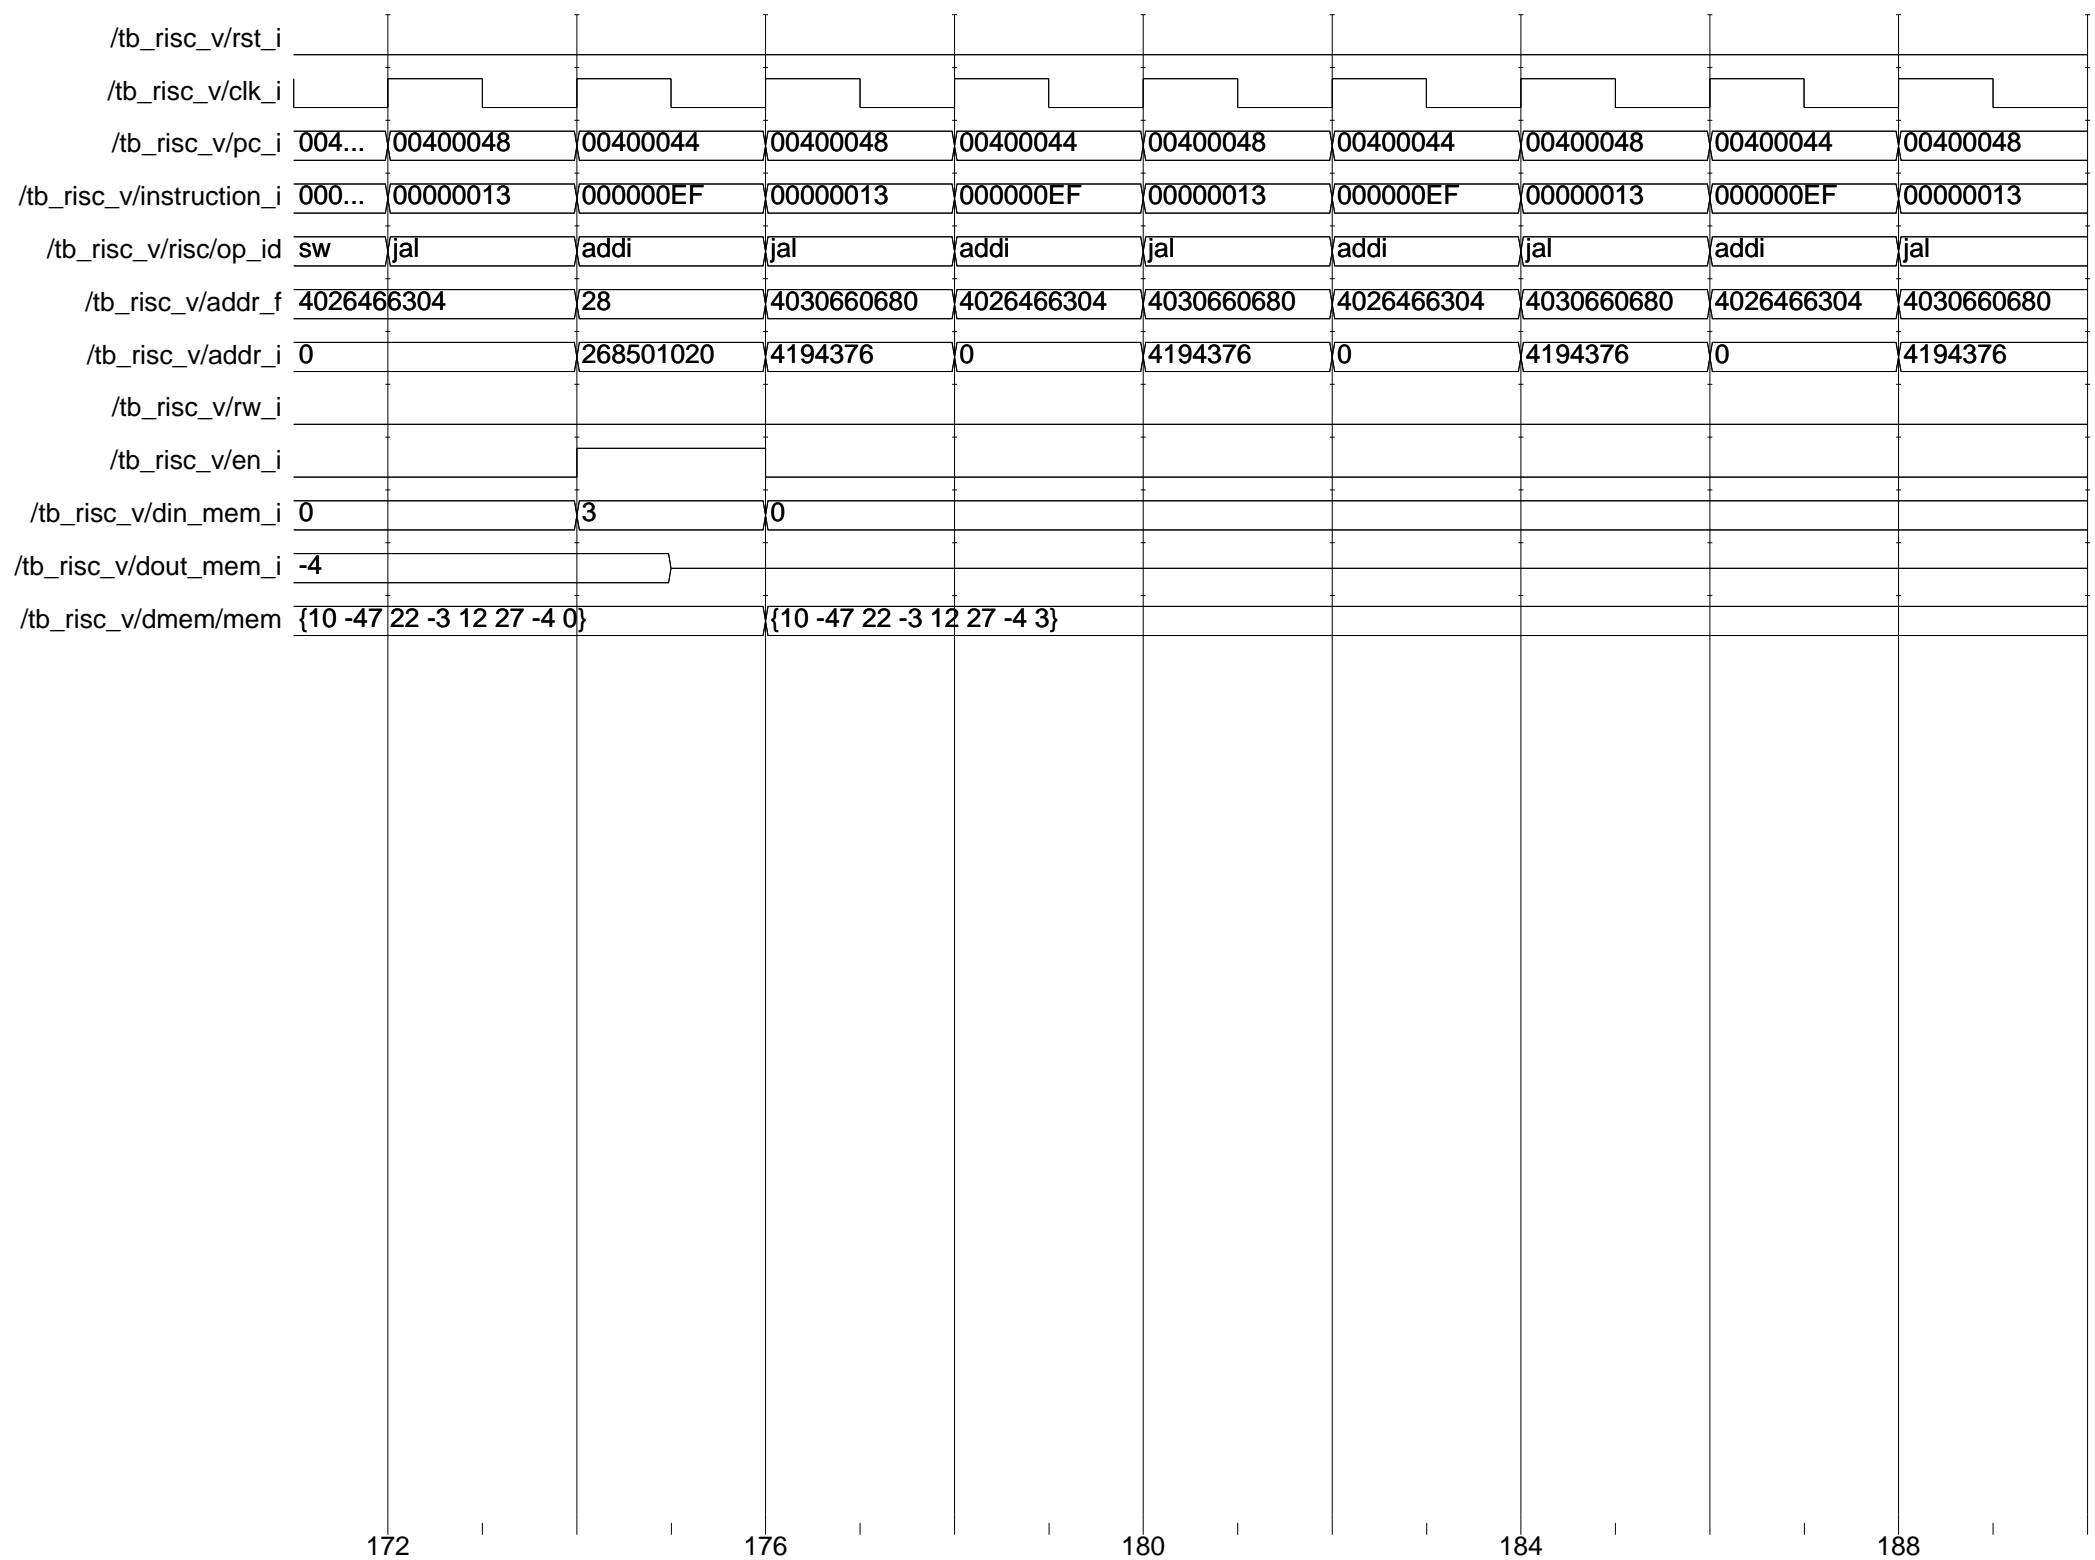 /tb_risc_v/rst_i
/tb_risc_v/clk_i
/tb_risc_v/pc_i 004... 00400048 00400044 00400048 00400044 00400048 00400044 00400048 00400044 00400048
/tb_risc_v/instruction_i 000... 00000013 000000EF 00000013 000000EF 00000013 000000EF 00000013 000000EF 00000013
/tb_risc_v/risc/op_id sw jal addi jal addi jal addi jal addi jal
/tb_risc_v/addr_f 4026466304 28 4030660680 4026466304 4030660680 4026466304 4030660680 4026466304 4030660680
/tb_risc_v/addr_i 0 268501020 4194376 0 4194376 0 4194376 0 4194376
/tb_risc_v/rw_i
/tb_risc_v/en_i
/tb_risc_v/din_mem_i 0 3 0
/tb_risc_v/dout_mem_i -4
/tb_risc_v/dmem/mem {10 -47 22 -3 12 27 -4 0} {10 -47 22 -3 12 27 -4 3}
172 176 180 184 188